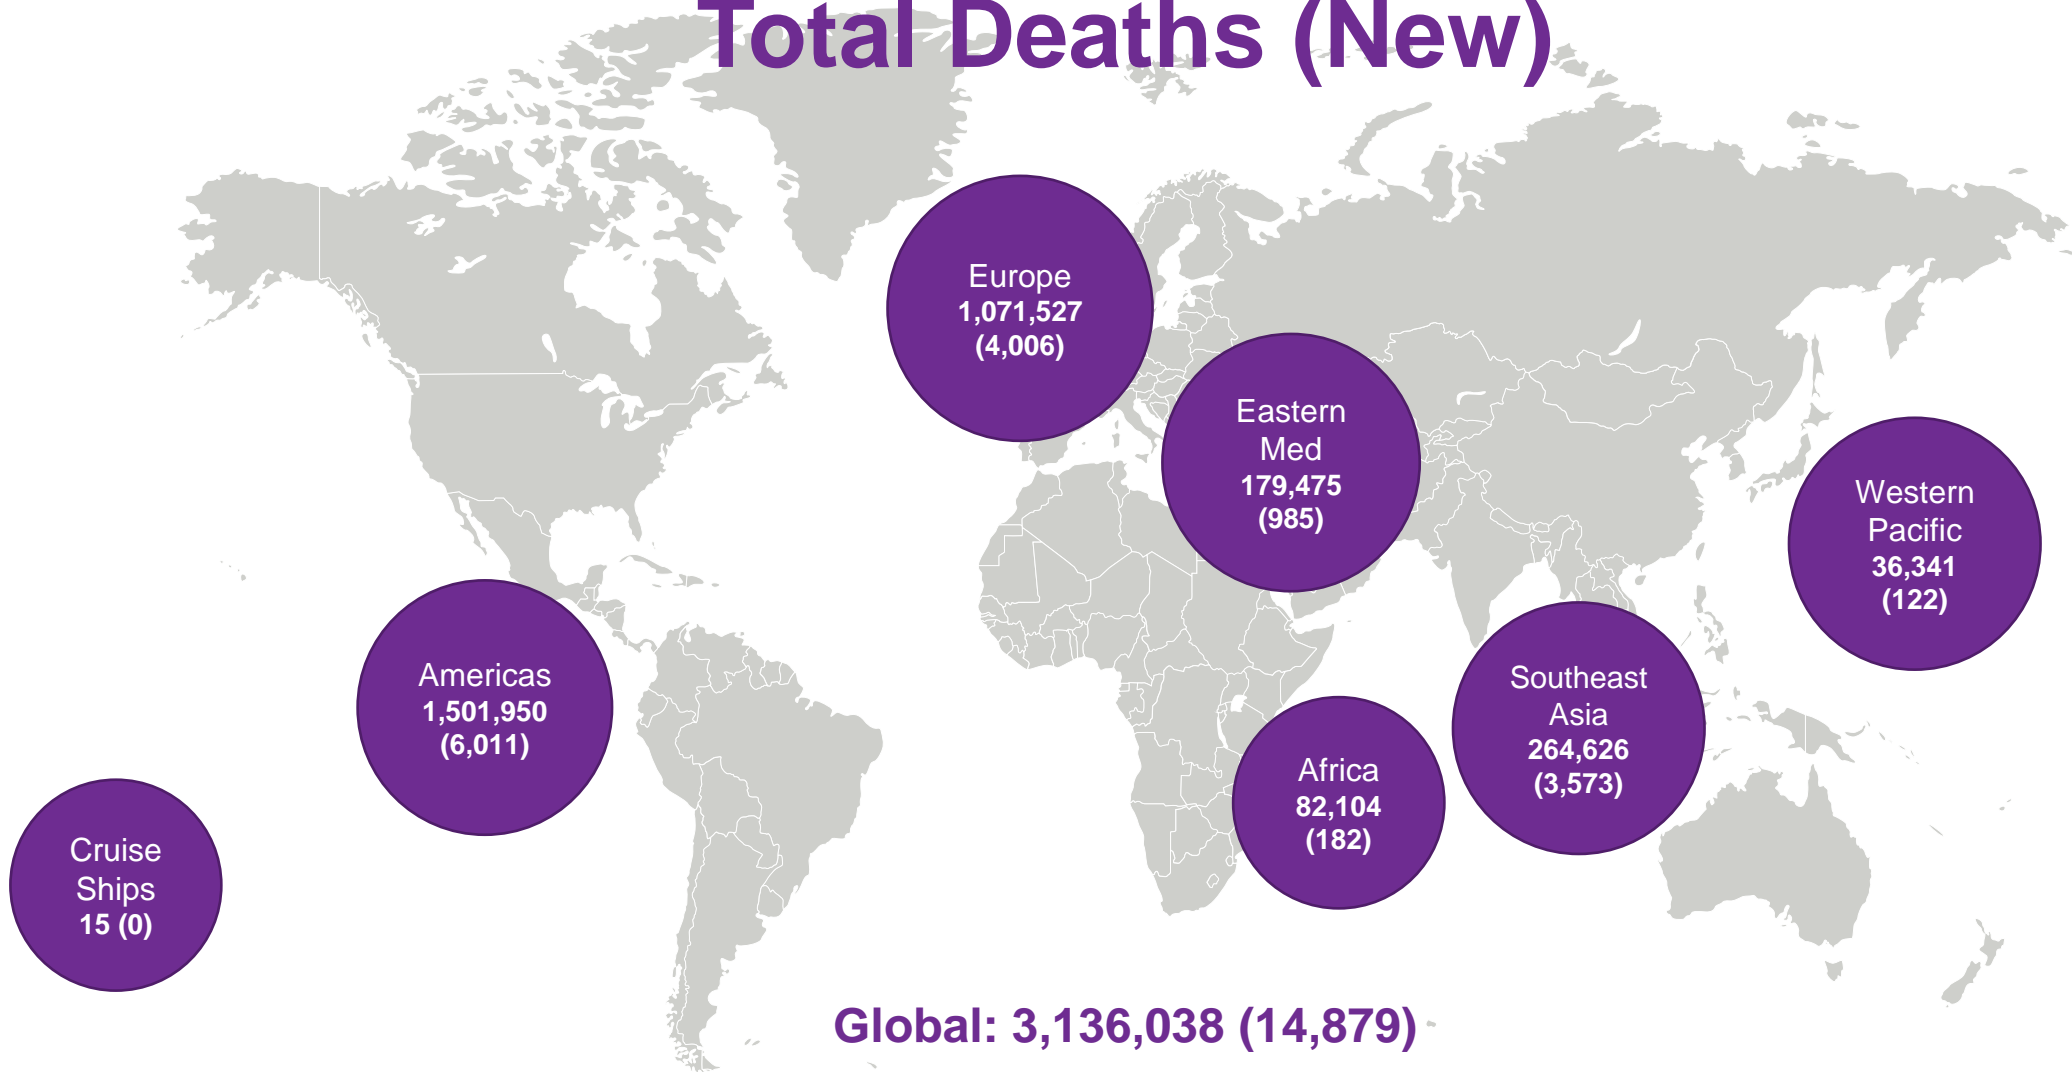 Total Deaths (New)
Europe
1,071,527
(4,006)
Eastern
Med
179,475
(985)
Western
Pacific
36,341
(122)
Americas
1,501,950
(6,011)
Southeast
Asia
264,626
(3,573)
Africa
82,104
(182)
Cruise
Ships
15 (0)
Global: 3,136,038 (14,879)